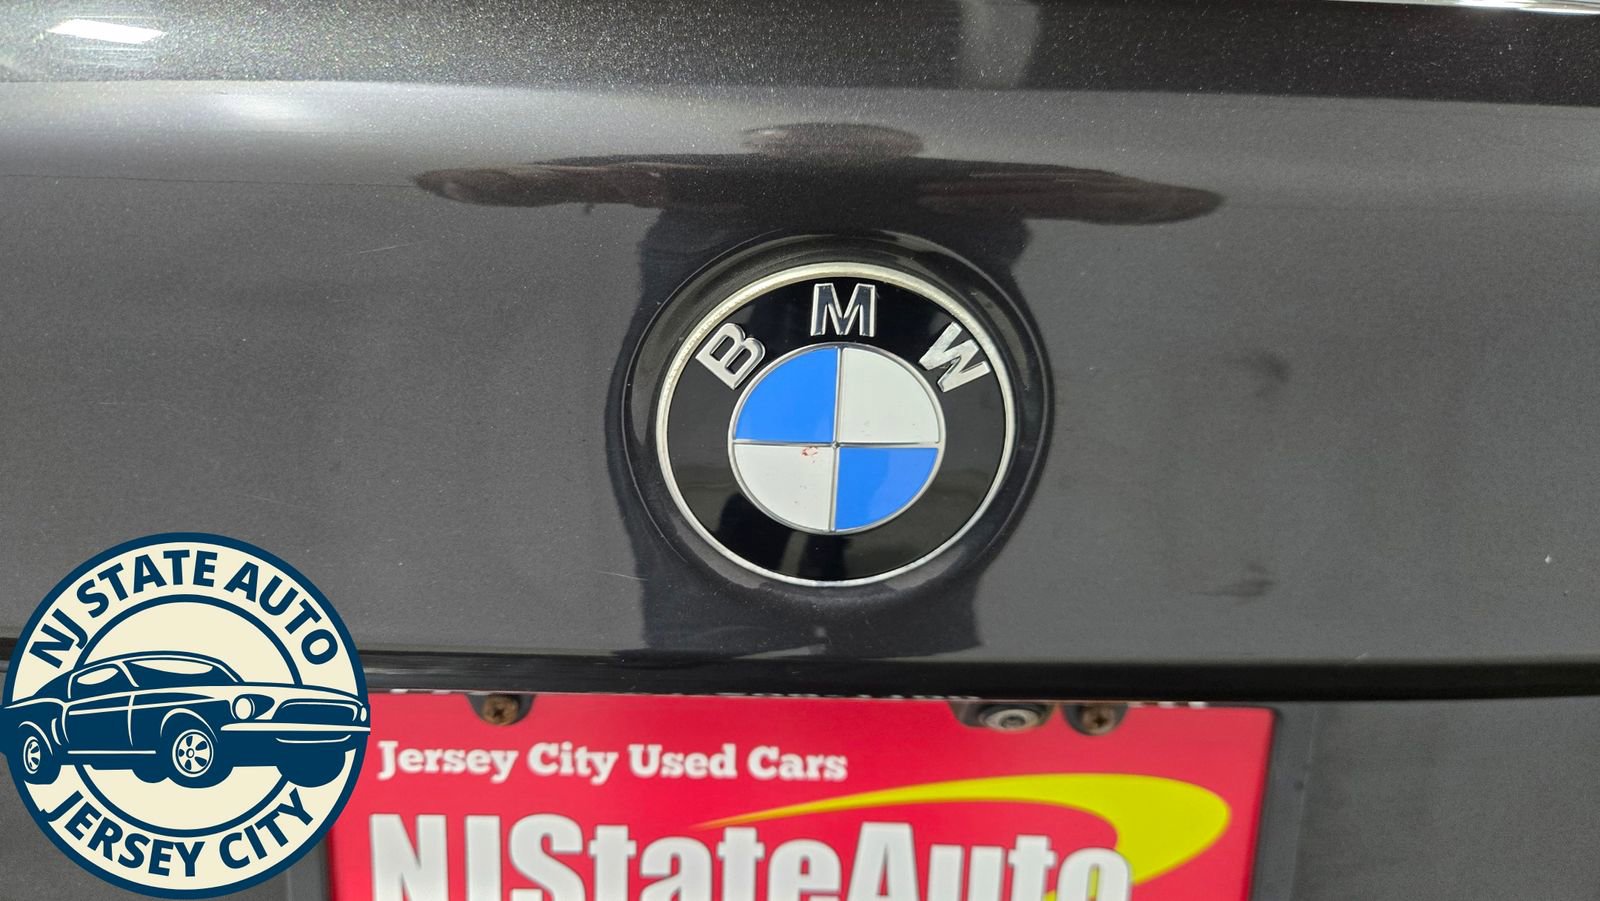 BMW
NJ STATE AUTO
JERSEY CITY
Jersey City Used Cars
NJStateAuto